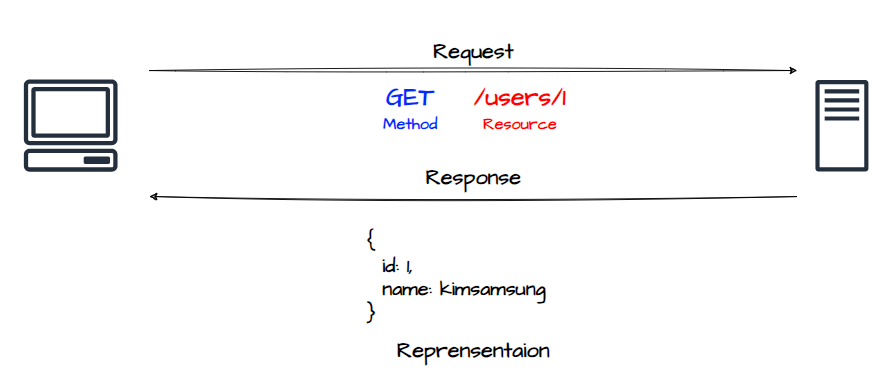 Request
GET /users/1
Method Resource
Response
{
id: 1,
name: kimsamsung
}
Reprensentaion